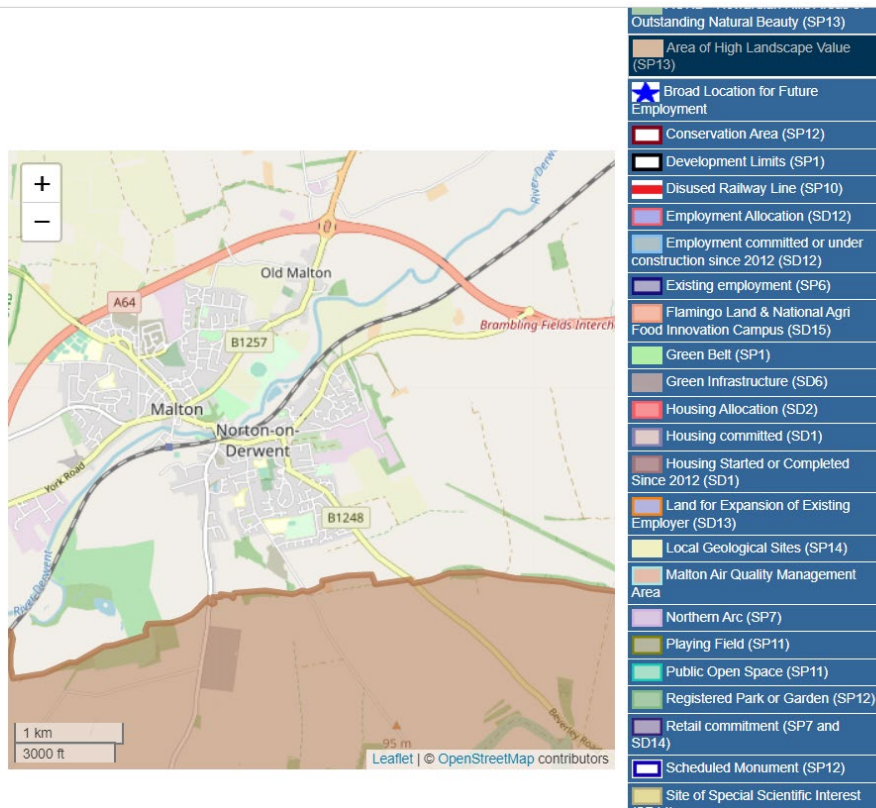 Outstanding Natural Beauty (SP13)
Area of High Landscape Value
(SP13)
Broad Location for Future
Employment
Conservation Area (SP12)
Development Limits (SP1)
Disused Railway Line (SP10)
Employment Allocation (SD12)
Employment committed or under
construction since 2012 (SD12)
Existing employment (SP6)
Flamingo Land & National Agri
Food Innovation Campus (SD15)
Green Belt (SP1)
Green Infrastructure (SD6)
Housing Allocation (SD2)
Housing committed (SD1)
Housing Started or Completed
Since 2012 (SD1)
Land for Expansion of Existing
Employer (SD13)
Local Geological Sites (SP14)
Malton Air Quality Management
Area
Northern Arc (SP7)
Playing Field (SP11)
Public Open Space (SP11)
Registered Park or Garden (SP12)
Retail commitment (SP7 and
SD14)
Scheduled Monument (SP12)
Site of Special Scientific Interest
+
−
River Derwent
Old Malton
A64
Brambling Fields Interch
B1257
Malton
Norton-on-
Derwent
York Road
B1248
River Derwent
Beverley Road
95 m
1 km
3000 ft
Leaflet | © OpenStreetMap contributors